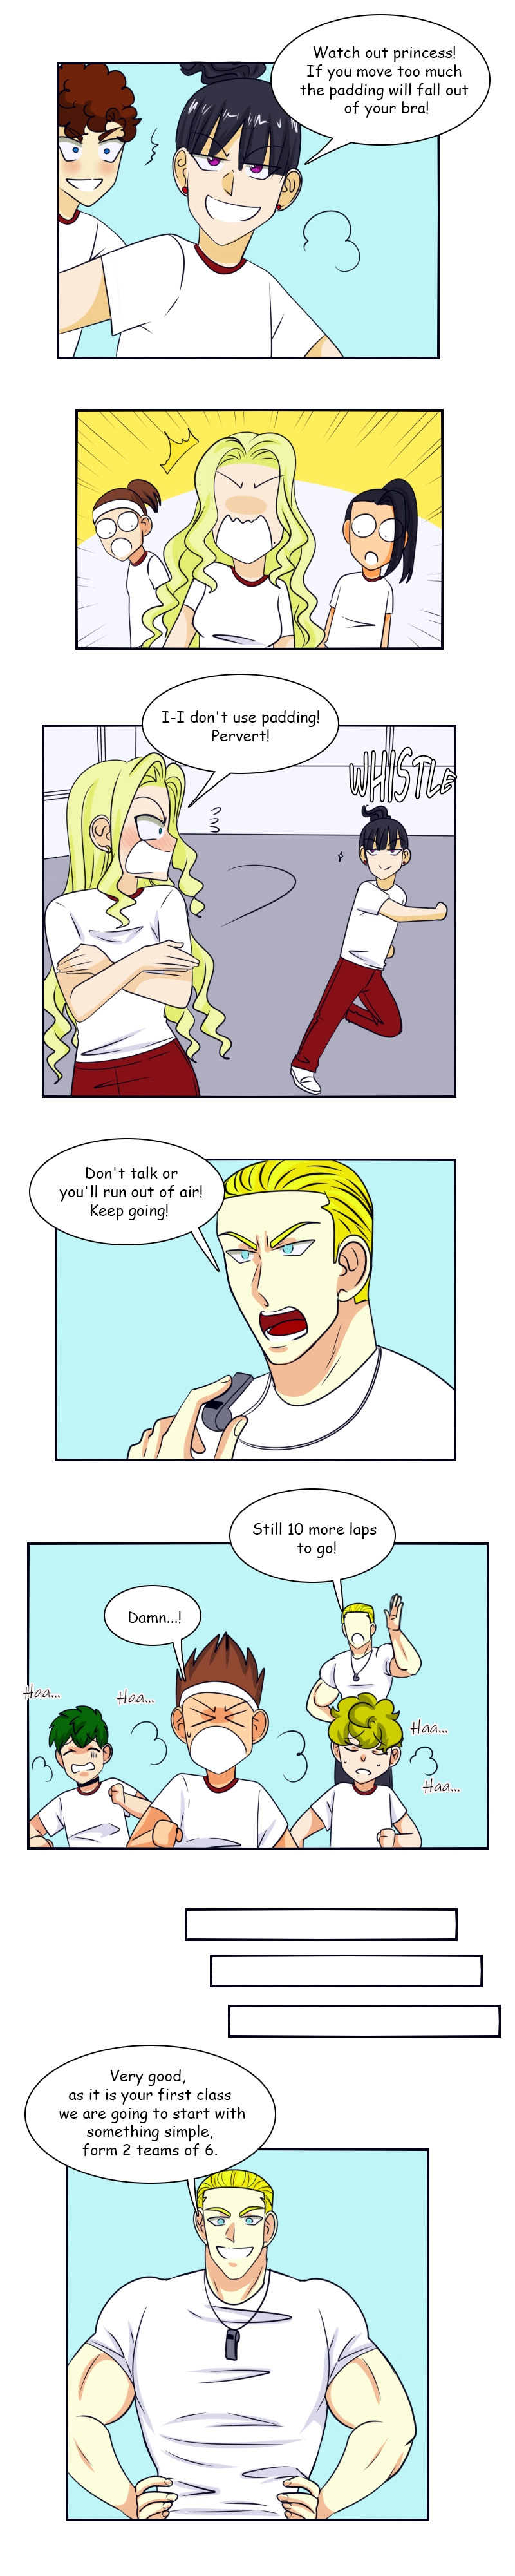 Watch out princess!
If you move too much
the padding will fall out
of your bra!
I-I don't use padding!
Pervert!
WHISTLE
Don't talk or
you'll run out of air!
Keep going!
Still 10 more laps
to go!
Damn...!
Haa...
Haa...
Haa...
Haa...
Very good,
as it is your first class
we are going to start with
something simple,
form 2 teams of 6.